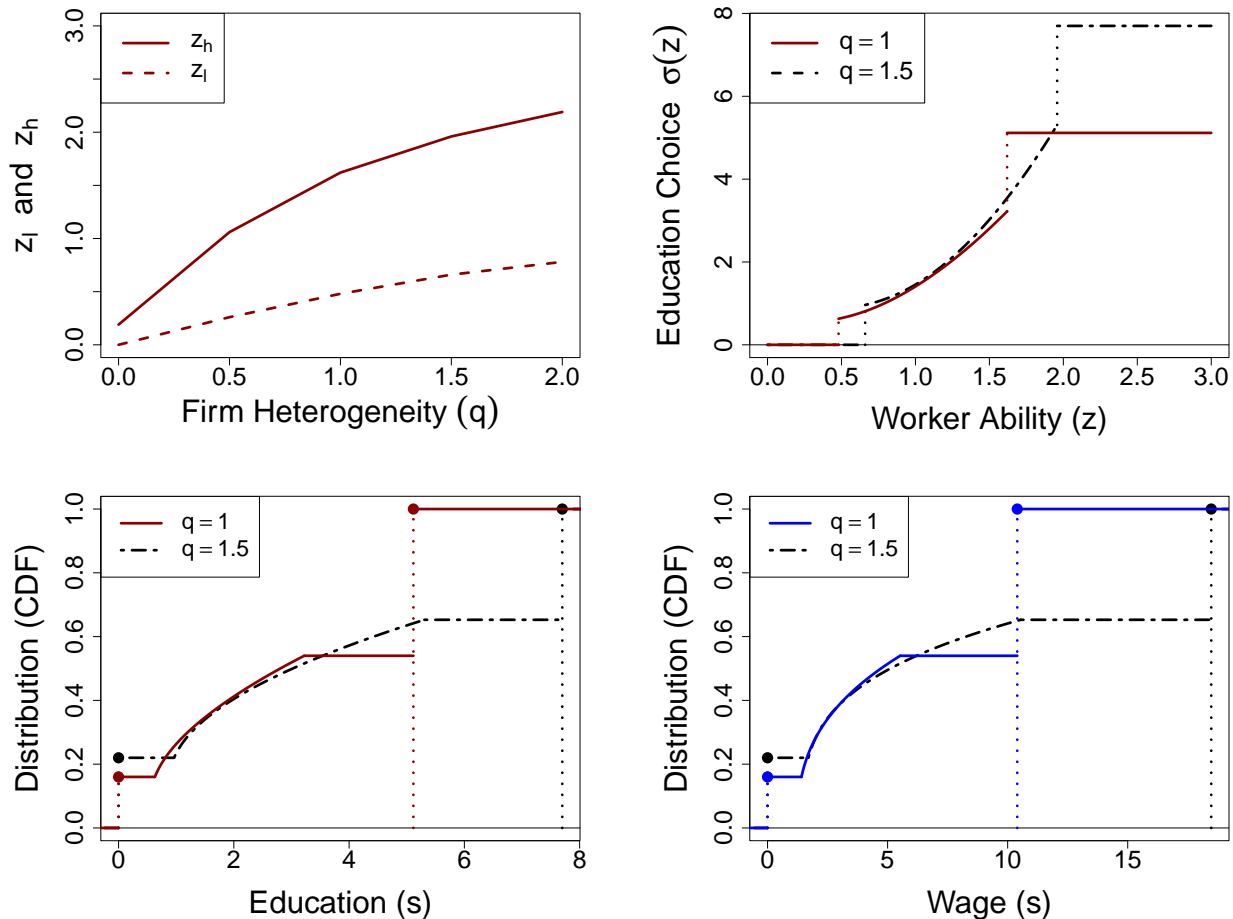 z_l and z_h
3.0
2.0
1.0
0.0
z_h
z_l
0.0 0.5 1.0 1.5 2.0
Firm Heterogeneity (q)
Education Choice σ(z)
8
6
4
2
0
q = 1
q = 1.5
0.0 0.5 1.0 1.5 2.0 2.5 3.0
Worker Ability (z)
Distribution (CDF)
1.0
0.8
0.6
0.4
0.2
0.0
q = 1
q = 1.5
0 2 4 6 8
Education (s)
Distribution (CDF)
1.0
0.8
0.6
0.4
0.2
0.0
q = 1
q = 1.5
0 5 10 15
Wage (s)